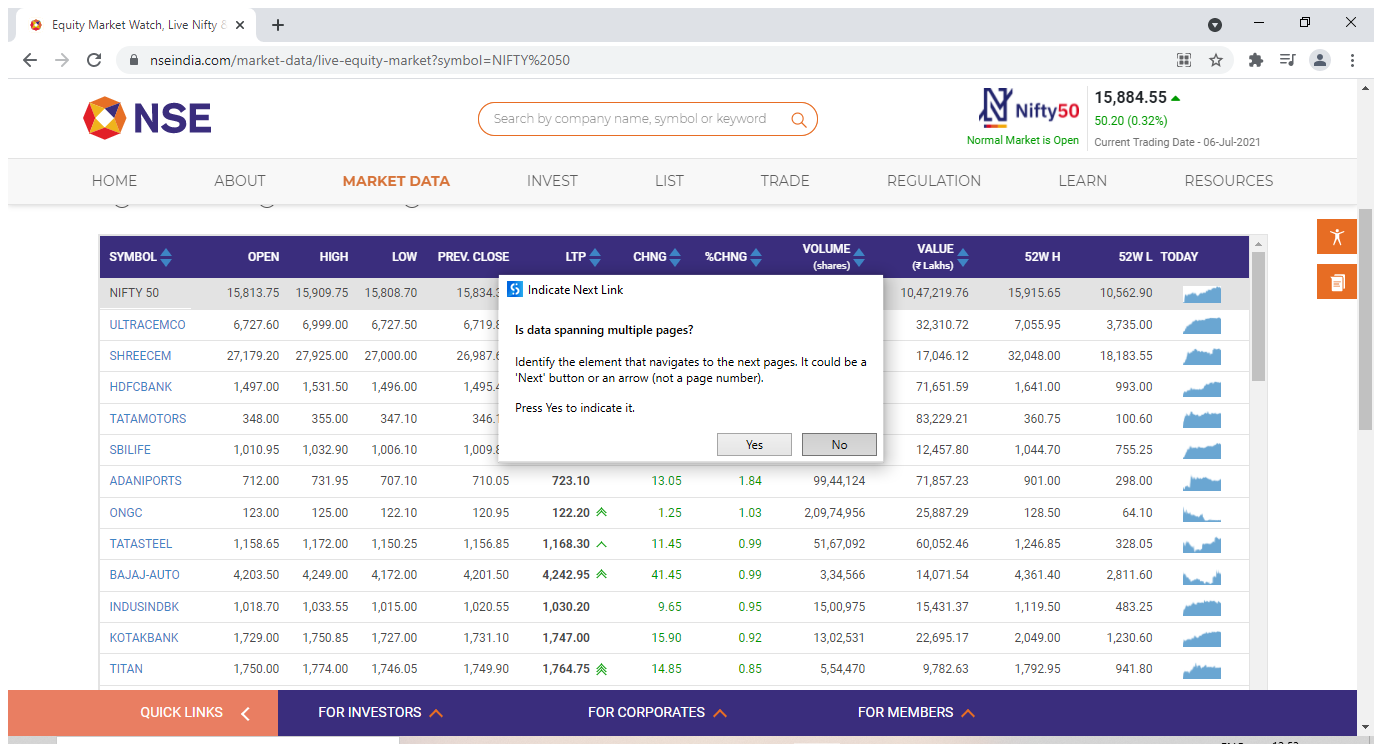 Equity Market Watch, Live Nifty &
nseindia.com/market-data/live-equity-market?symbol=NIFTY%2050
NSE
Search by company name, symbol or keyword
Nifty50
15,884.55
50.20 (0.32%)
Normal Market is Open
Current Trading Date - 06-Jul-2021
HOME ABOUT MARKET DATA INVEST LIST TRADE REGULATION LEARN RESOURCES
SYMBOL OPEN HIGH LOW PREV. CLOSE LTP CHNG %CHNG VOLUME (shares) VALUE (₹ Lakhs) 52W H 52W L TODAY
NIFTY 50 15,813.75 15,909.75 15,808.70 15,834.3 10,47,219.76 15,915.65 10,562.90
ULTRACEMCO 6,727.60 6,999.00 6,727.50 6,719.8 32,310.72 7,055.95 3,735.00
SHREECEM 27,179.20 27,925.00 27,000.00 26,987.6 17,046.12 32,048.00 18,183.55
HDFCBANK 1,497.00 1,531.50 1,496.00 1,495.4 71,651.59 1,641.00 993.00
TATAMOTORS 348.00 355.00 347.10 346.1 83,229.21 360.75 100.60
SBILIFE 1,010.95 1,032.90 1,006.10 1,009.8 12,457.80 1,044.70 755.25
ADANIPORTS 712.00 731.95 707.10 710.05 723.10 13.05 1.84 99,44,124 71,857.23 901.00 298.00
ONGC 123.00 125.00 122.10 120.95 122.20 1.25 1.03 2,09,74,956 25,887.29 128.50 64.10
TATASTEEL 1,158.65 1,172.00 1,150.25 1,156.85 1,168.30 11.45 0.99 51,67,092 60,052.46 1,246.85 328.05
BAJAJ-AUTO 4,203.50 4,249.00 4,172.00 4,201.50 4,242.95 41.45 0.99 3,34,566 14,071.54 4,361.40 2,811.60
INDUSINDBK 1,018.70 1,033.55 1,015.00 1,020.55 1,030.20 9.65 0.95 15,00,975 15,431.37 1,119.50 483.25
KOTAKBANK 1,729.00 1,750.85 1,727.00 1,731.10 1,747.00 15.90 0.92 13,02,531 22,695.17 2,049.00 1,230.60
TITAN 1,750.00 1,774.00 1,746.05 1,749.90 1,764.75 14.85 0.85 5,54,470 9,782.63 1,792.95 941.80
Indicate Next Link
Is data spanning multiple pages?
Identify the element that navigates to the next pages. It could be a
'Next' button or an arrow (not a page number).
Press Yes to indicate it.
Yes No
QUICK LINKS FOR INVESTORS FOR CORPORATES FOR MEMBERS